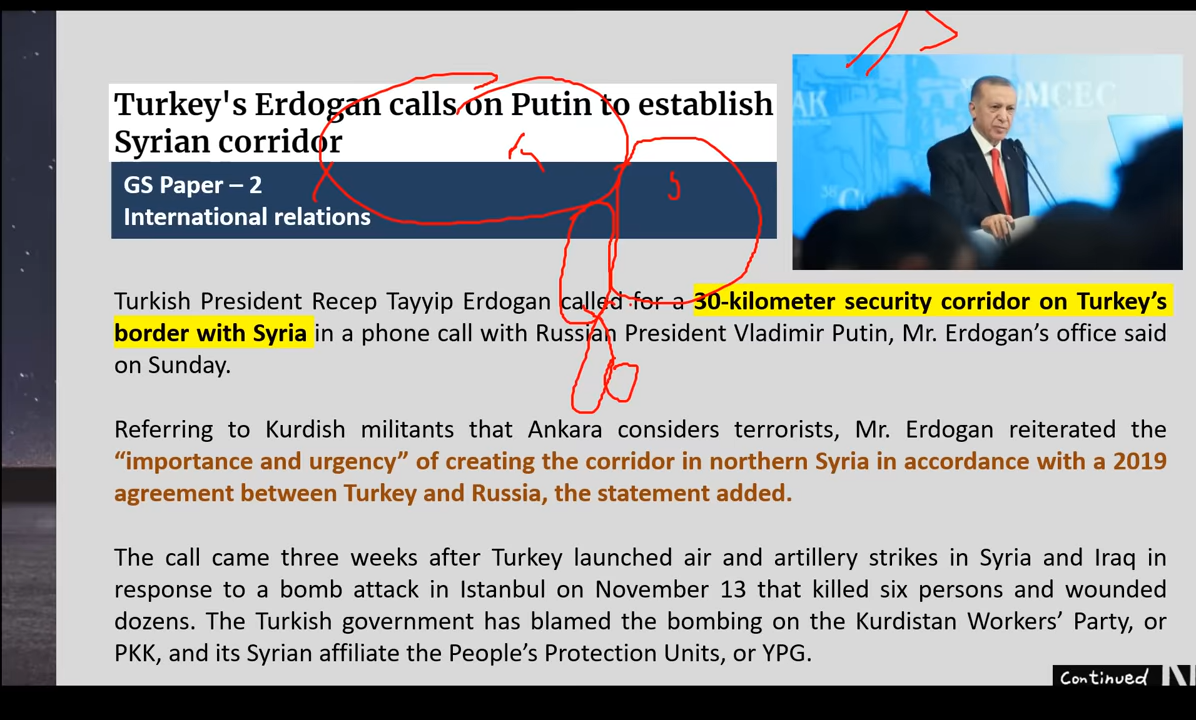 Turkey's Erdogan calls on Putin to establish
Syrian corridor
GS Paper – 2
International relations
AK
OMCEC
Turkish President Recep Tayyip Erdogan called for a 30-kilometer security corridor on Turkey’s
border with Syria in a phone call with Russian President Vladimir Putin, Mr. Erdogan’s office said
on Sunday.
Referring to Kurdish militants that Ankara considers terrorists, Mr. Erdogan reiterated the
“importance and urgency” of creating the corridor in northern Syria in accordance with a 2019
agreement between Turkey and Russia, the statement added.
The call came three weeks after Turkey launched air and artillery strikes in Syria and Iraq in
response to a bomb attack in Istanbul on November 13 that killed six persons and wounded
dozens. The Turkish government has blamed the bombing on the Kurdistan Workers’ Party, or
PKK, and its Syrian affiliate the People’s Protection Units, or YPG.
Continued